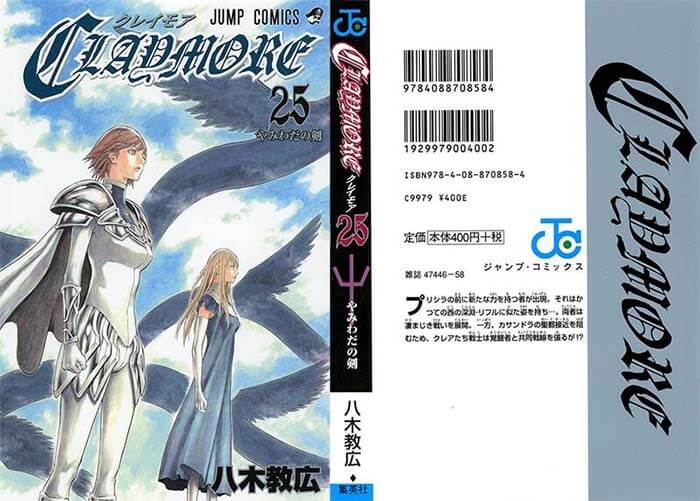 クレイモア
JUMP COMICS
CLAYMORE
25
やみわだの剣
八木教広
JC
CLAYMORE
クレイモア
25
やみわだの剣
八木教広
集英社
9784088708584
1929979004002
ISBN978-4-08-870858-4
C9979 ¥400E
定価 本体400円+税
JC
ジャンプ・コミックス
雑誌 47446-58
プリシラの前に新たな力を持つ者が出現。それはか
つての西の深淵・リフルに似た姿を持ち…。両者は
凄まじき戦いを展開。一方、カサンドラの聖都接近を阻
むため、クレアたち戦士は覚醒者と共同戦線を張るが!?
CLAYMORE